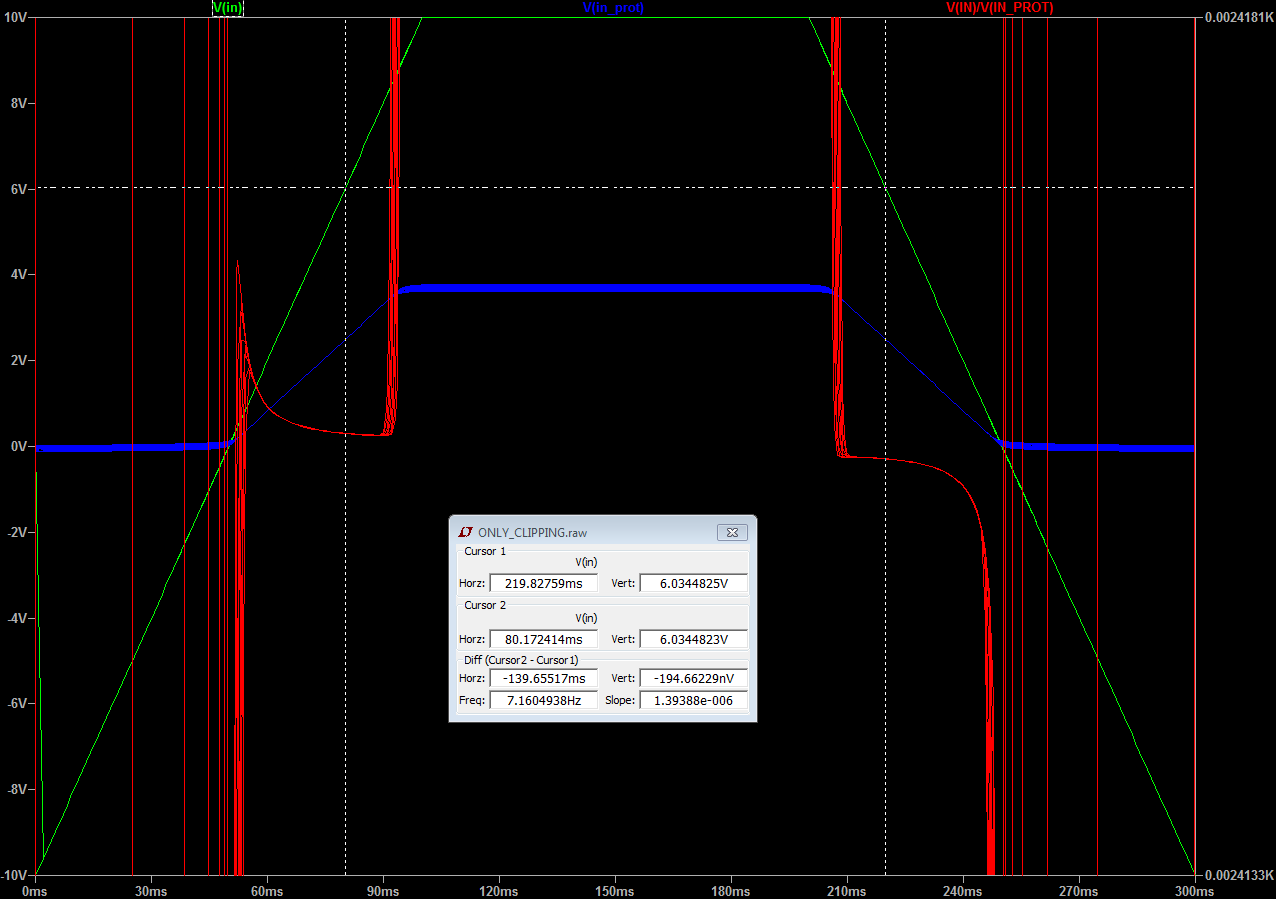 V(in) V(in_prot) V(IN)/V(IN_PROT)
10V 0.0024181K
8V
6V
4V
2V
0V
-2V
-4V
-6V
-8V
-10V 0.0024133K
0ms 30ms 60ms 90ms 120ms 150ms 180ms 210ms 240ms 270ms 300ms
ONLY_CLIPPING.raw
Cursor 1
V(in)
Horz: 219.82759ms Vert: 6.0344825V
Cursor 2
V(in)
Horz: 80.172414ms Vert: 6.0344823V
Diff (Cursor2 - Cursor1)
Horz: -139.65517ms Vert: -194.66229nV
Freq: 7.1604938Hz Slope: 1.39388e-006